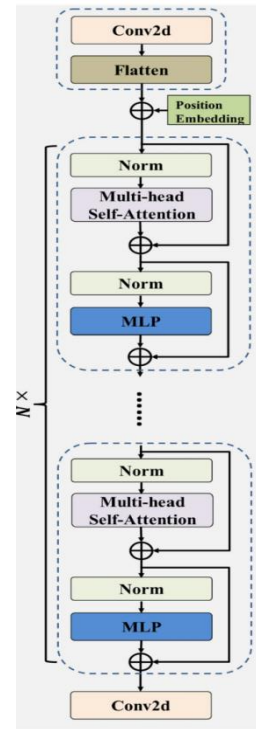 Conv2d
Flatten
Position
Embedding
Norm
Multi-head
Self-Attention
Norm
MLP
......
N ×
Norm
Multi-head
Self-Attention
Norm
MLP
Conv2d